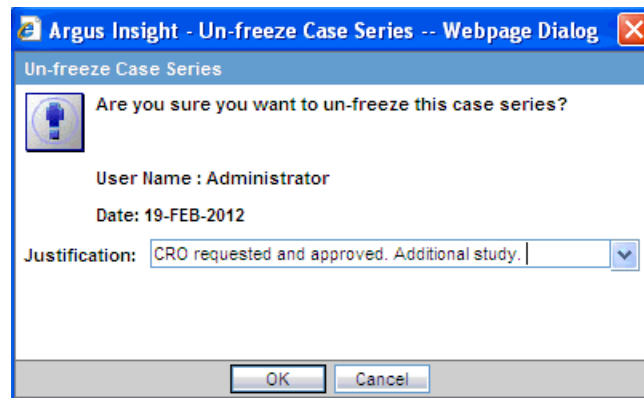 Argus Insight - Un-freeze Case Series -- Webpage Dialog
Un-freeze Case Series
Are you sure you want to un-freeze this case series?
User Name : Administrator
Date: 19-FEB-2012
Justification: CRO requested and approved. Additional study.
OK Cancel